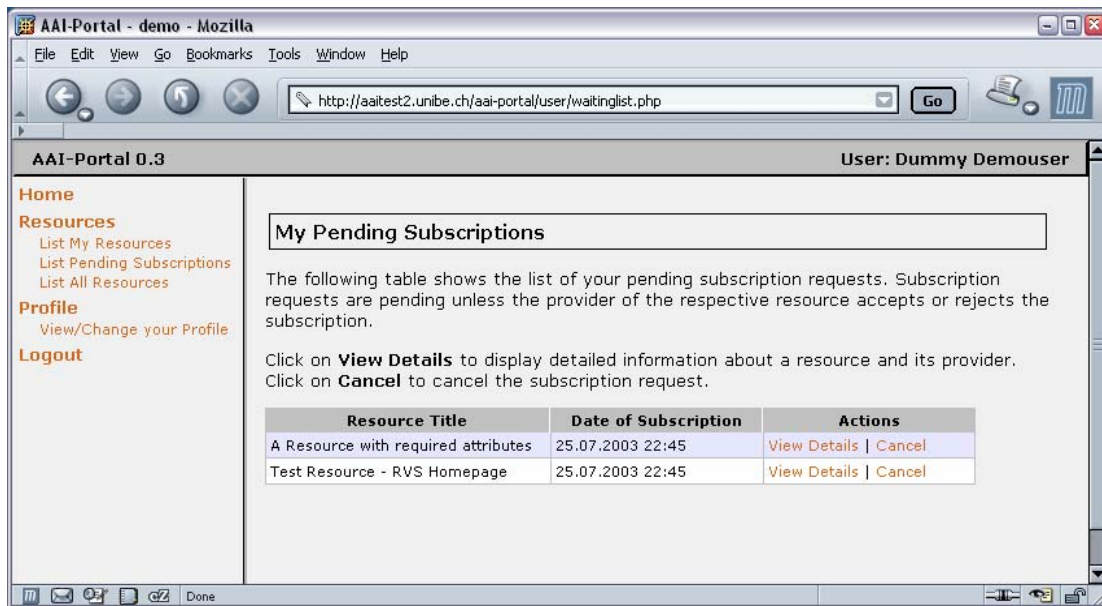 AAI-Portal - demo - Mozilla
File Edit View Go Bookmarks Tools Window Help
http://aaitest2.unibe.ch/aai-portal/user/waitinglist.php
Go
AAI-Portal 0.3
User: Dummy Demouser
Home
Resources
List My Resources
List Pending Subscriptions
List All Resources
Profile
View/Change your Profile
Logout
My Pending Subscriptions
The following table shows the list of your pending subscription requests. Subscription
requests are pending unless the provider of the respective resource accepts or rejects the
subscription.
Click on View Details to display detailed information about a resource and its provider.
Click on Cancel to cancel the subscription request.
Resource Title Date of Subscription Actions
A Resource with required attributes 25.07.2003 22:45 View Details | Cancel
Test Resource - RVS Homepage 25.07.2003 22:45 View Details | Cancel
Done